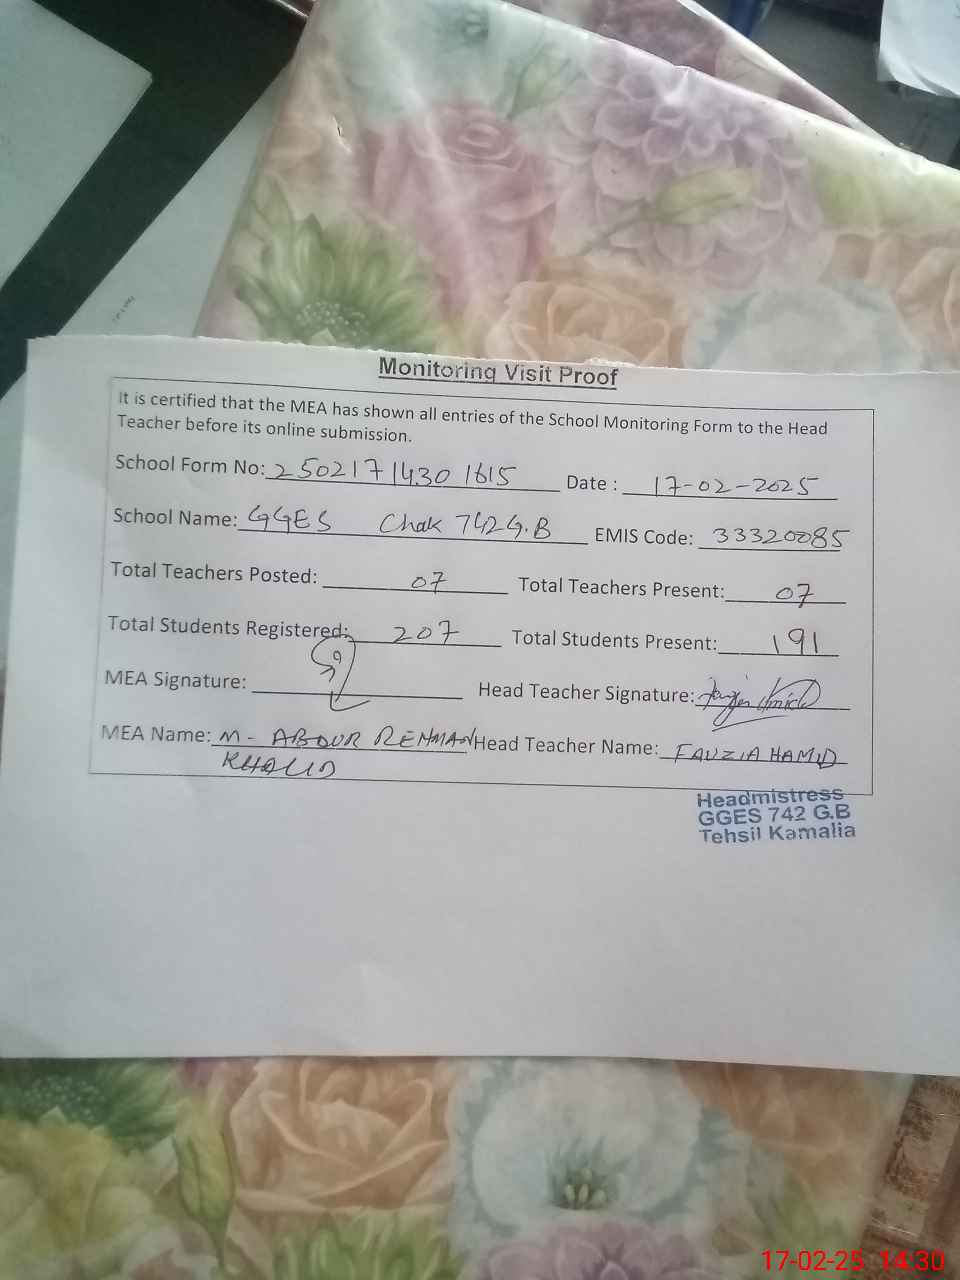 Monitoring Visit Proof
It is certified that the MEA has shown all entries of the School Monitoring Form to the Head
Teacher before its online submission.
School Form No: 250217 1430 1615 Date : 17-02-2025
School Name: GGES Chak 742 G.B EMIS Code: 33320085
Total Teachers Posted: 07 Total Teachers Present: 07
Total Students Registered: 207 Total Students Present: 191
MEA Signature: Head Teacher Signature:
MEA Name: M- ABDUR REHMAN Head Teacher Name: FAUZIA HAMID
KHALID
Headmistress
GGES 742 G.B
Tehsil Kamalia
17-02-25 14:30